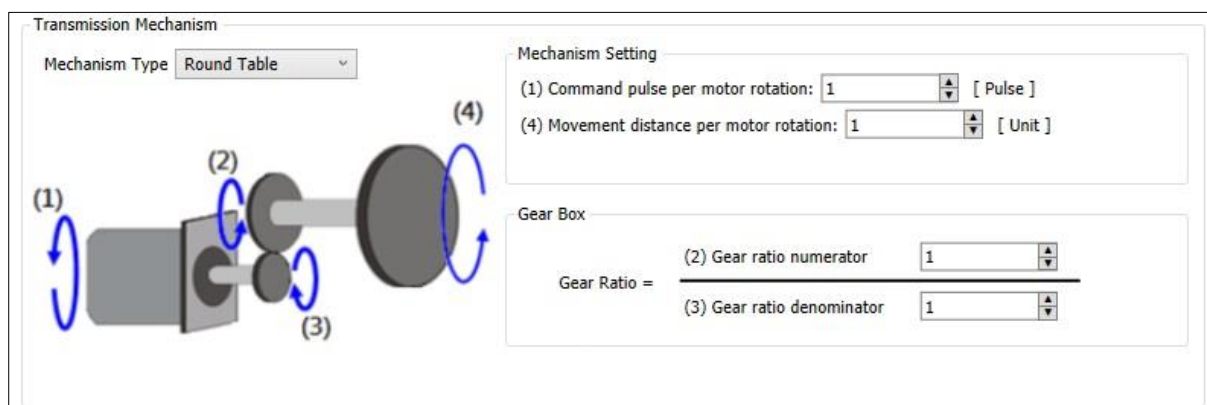 Transmission Mechanism
Mechanism Type Round Table
(1)
(2)
(3)
(4)
Mechanism Setting
(1) Command pulse per motor rotation: 1 [ Pulse ]
(4) Movement distance per motor rotation: 1 [ Unit ]
Gear Box
Gear Ratio =
(2) Gear ratio numerator 1
(3) Gear ratio denominator 1